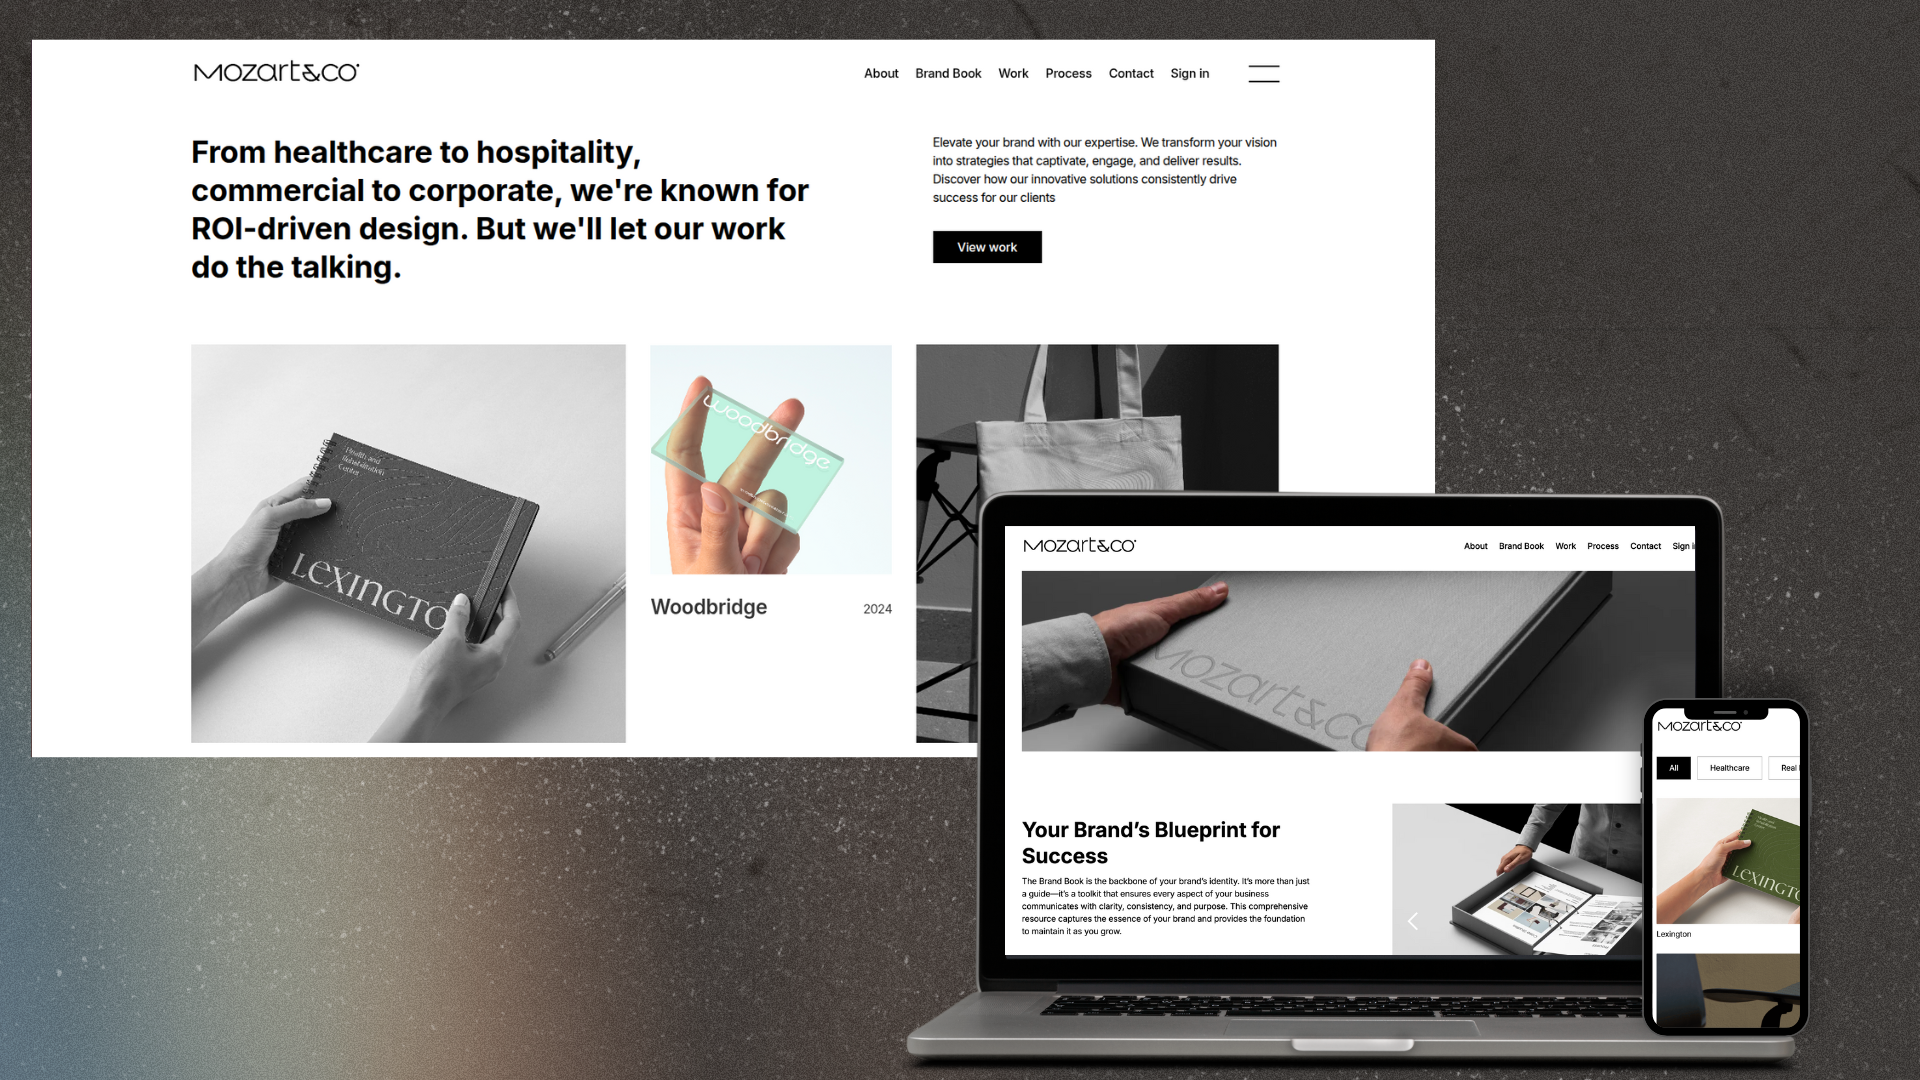 Mozart&co
About Brand Book Work Process Contact Sign in
From healthcare to hospitality,
commercial to corporate, we're known for
ROI-driven design. But we'll let our work
do the talking.
Elevate your brand with our expertise. We transform your vision
into strategies that captivate, engage, and deliver results.
Discover how our innovative solutions consistently drive
success for our clients
View work
Health and
Rehabilitation
Center
LEXINGTO
woodbridge
Woodbridge 2024
Mozart&co
About Brand Book Work Process Contact Sign i
Mozart&co
Your Brand’s Blueprint for
Success
The Brand Book is the backbone of your brand’s identity. It’s more than just
a guide—it’s a toolkit that ensures every aspect of your business
communicates with clarity, consistency, and purpose. This comprehensive
resource captures the essence of your brand and provides the foundation
to maintain it as you grow.
Mozart&co
All Healthcare Real
LEXINGTO
Lexington